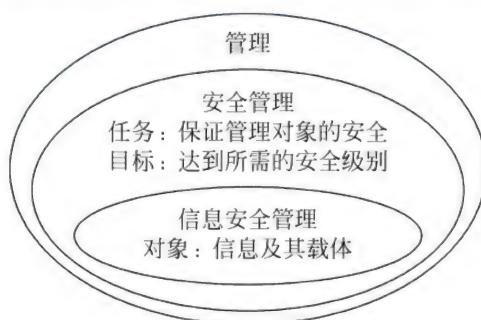 管理
安全管理
任务：保证管理对象的安全
目标：达到所需的安全级别
信息安全管理
对象：信息及其载体